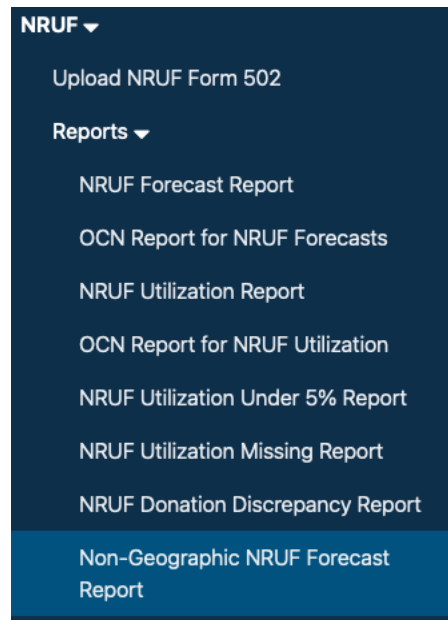 NRUF
Upload NRUF Form 502
Reports
NRUF Forecast Report
OCN Report for NRUF Forecasts
NRUF Utilization Report
OCN Report for NRUF Utilization
NRUF Utilization Under 5% Report
NRUF Utilization Missing Report
NRUF Donation Discrepancy Report
Non-Geographic NRUF Forecast
Report